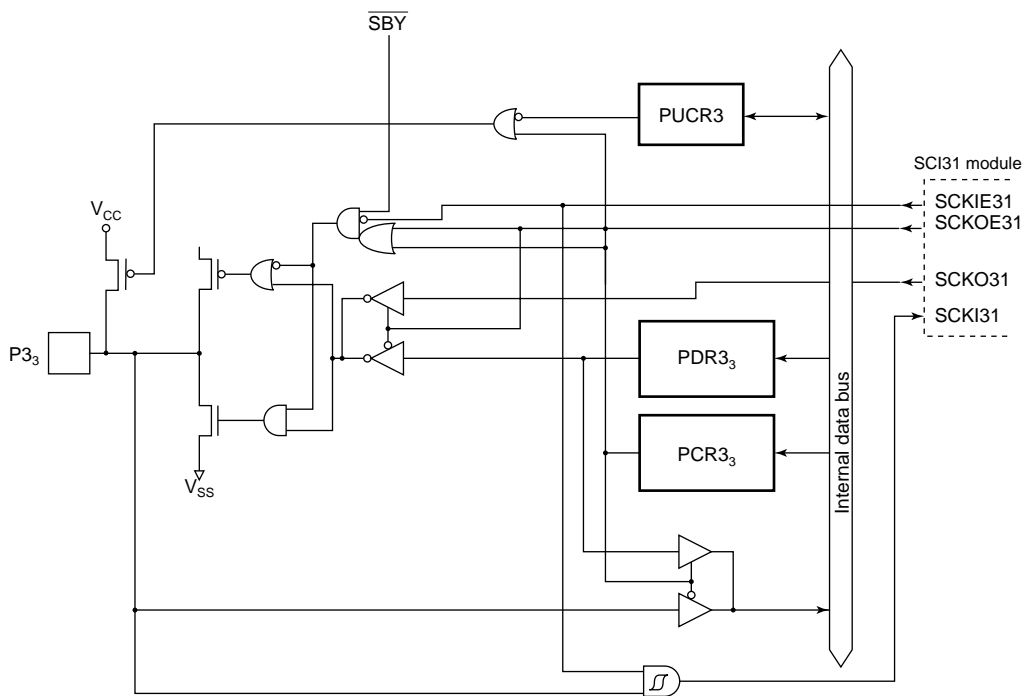 SBY
PUCR3
SCI31 module
SCKIE31
SCKOE31
VCC
SCKO31
SCKI31
P33
PDR33
PCR33
Internal data bus
VSS